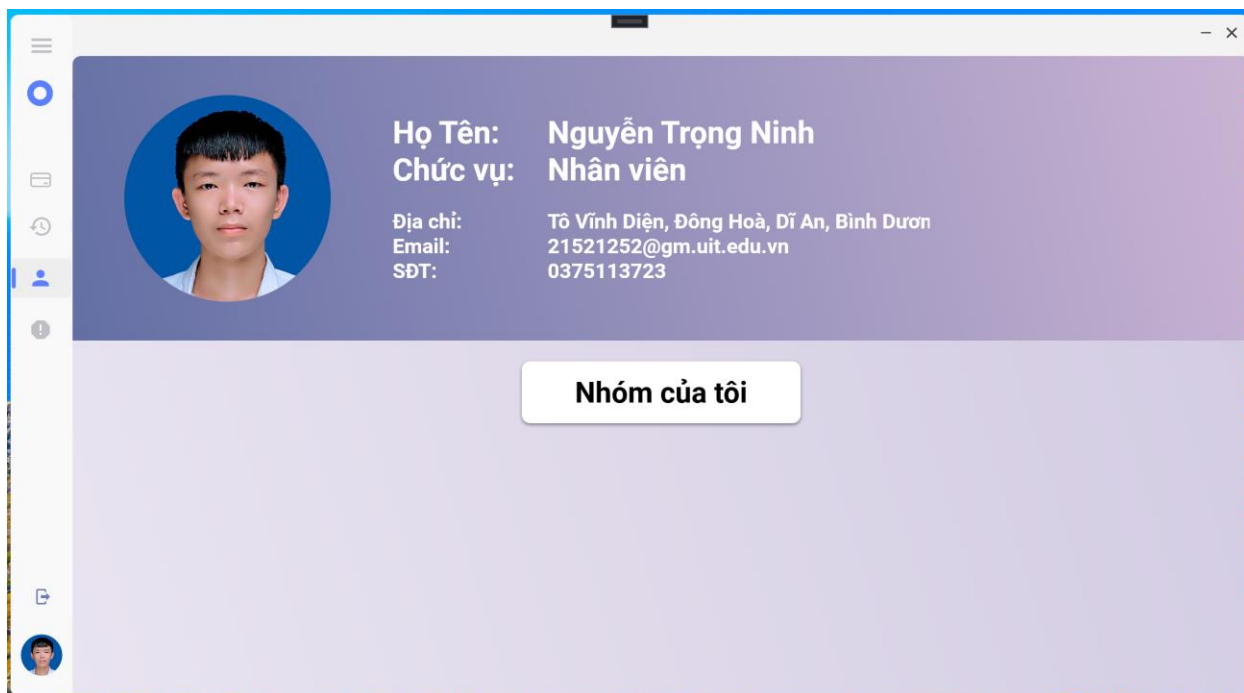 Họ Tên: Nguyễn Trọng Ninh
Chức vụ: Nhân viên
Địa chỉ: Tô Vĩnh Diện, Đông Hoà, Dĩ An, Bình Dươn
Email: 21521252@gm.uit.edu.vn
SĐT: 0375113723
Nhóm của tôi